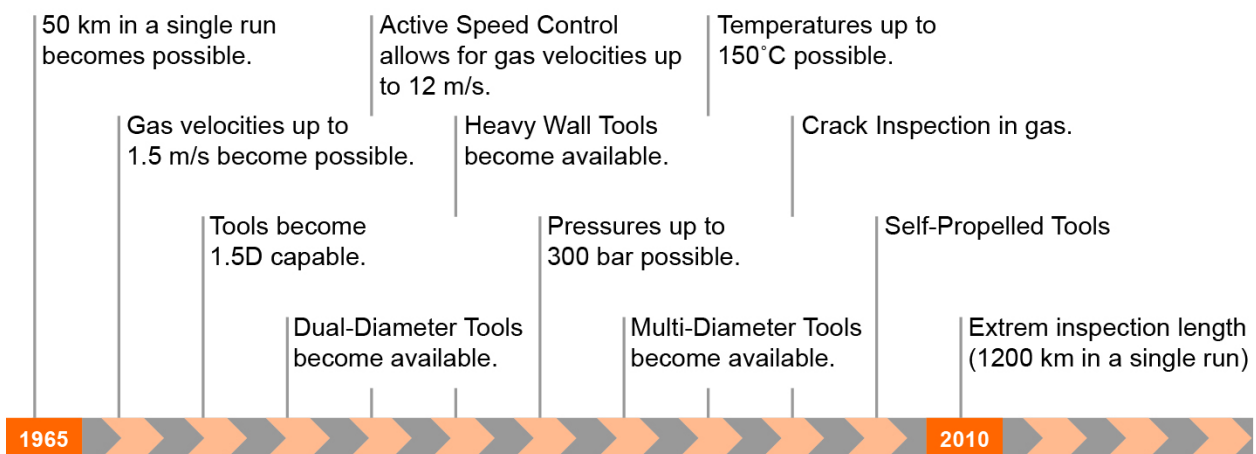 50 km in a single run
becomes possible.
Active Speed Control
allows for gas velocities up
to 12 m/s.
Temperatures up to
150˚C possible.
Gas velocities up to
1.5 m/s become possible.
Heavy Wall Tools
become available.
Crack Inspection in gas.
Tools become
1.5D capable.
Pressures up to
300 bar possible.
Self-Propelled Tools
Dual-Diameter Tools
become available.
Multi-Diameter Tools
become available.
Extrem inspection length
(1200 km in a single run)
1965
2010